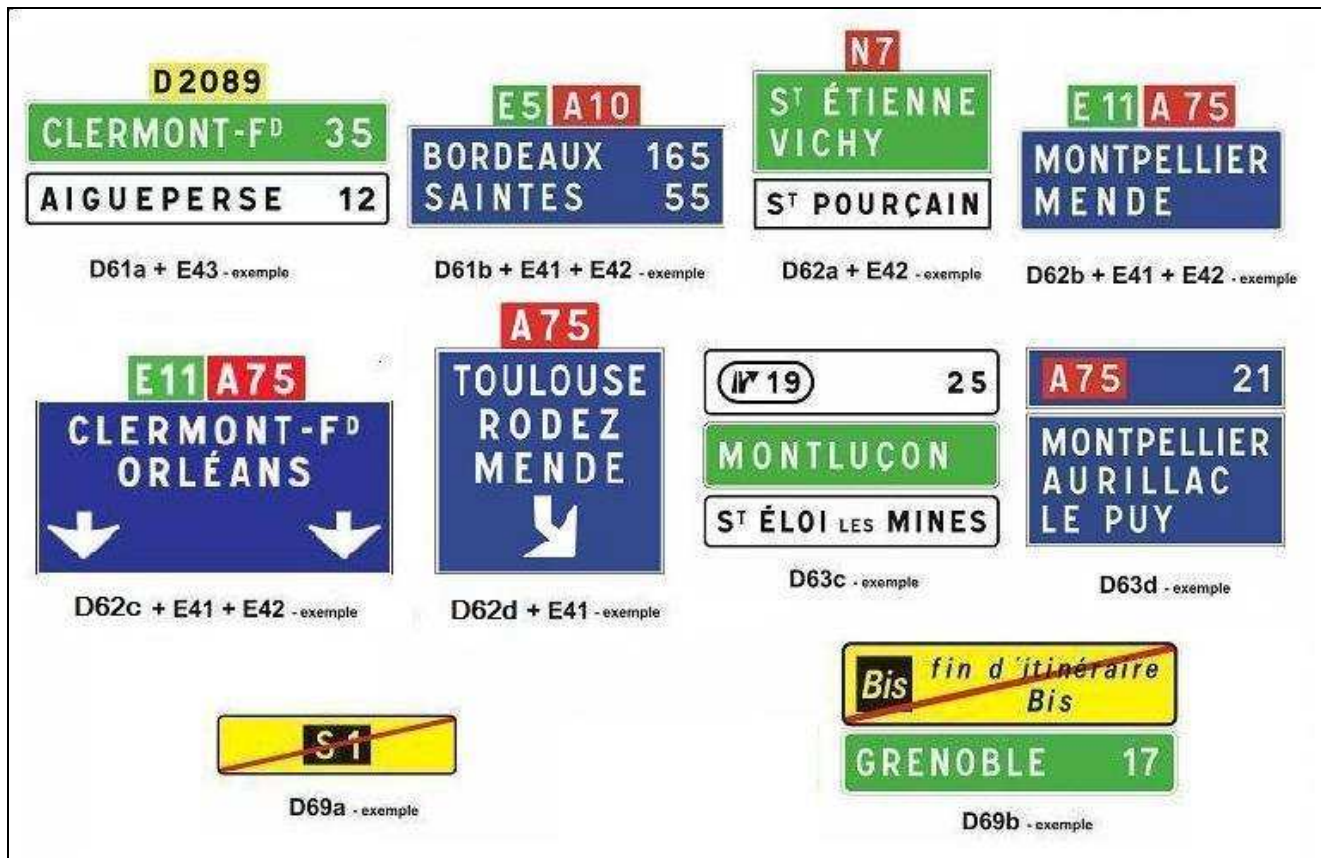 D2089
CLERMONT-Fᴰ 35
AIGUEPERSE 12
D61a + E43 - exemple
E5 A10
BORDEAUX 165
SAINTES 55
D61b + E41 + E42 - exemple
N7
Sᵀ ÉTIENNE
VICHY
Sᵀ POURÇAIN
D62a + E42 - exemple
E11 A75
MONTPELLIER
MENDE
D62b + E41 + E42 - exemple
E11 A75
CLERMONT-Fᴰ
ORLÉANS
D62c + E41 + E42 - exemple
A75
TOULOUSE
RODEZ
MENDE
D62d + E41 - exemple
19 25
MONTLUÇON
Sᵀ ÉLOI LES MINES
D63c - exemple
A75 21
MONTPELLIER
AURILLAC
LE PUY
D63d - exemple
S1
D69a - exemple
Bis fin d'itinéraire
Bis
GRENOBLE 17
D69b - exemple